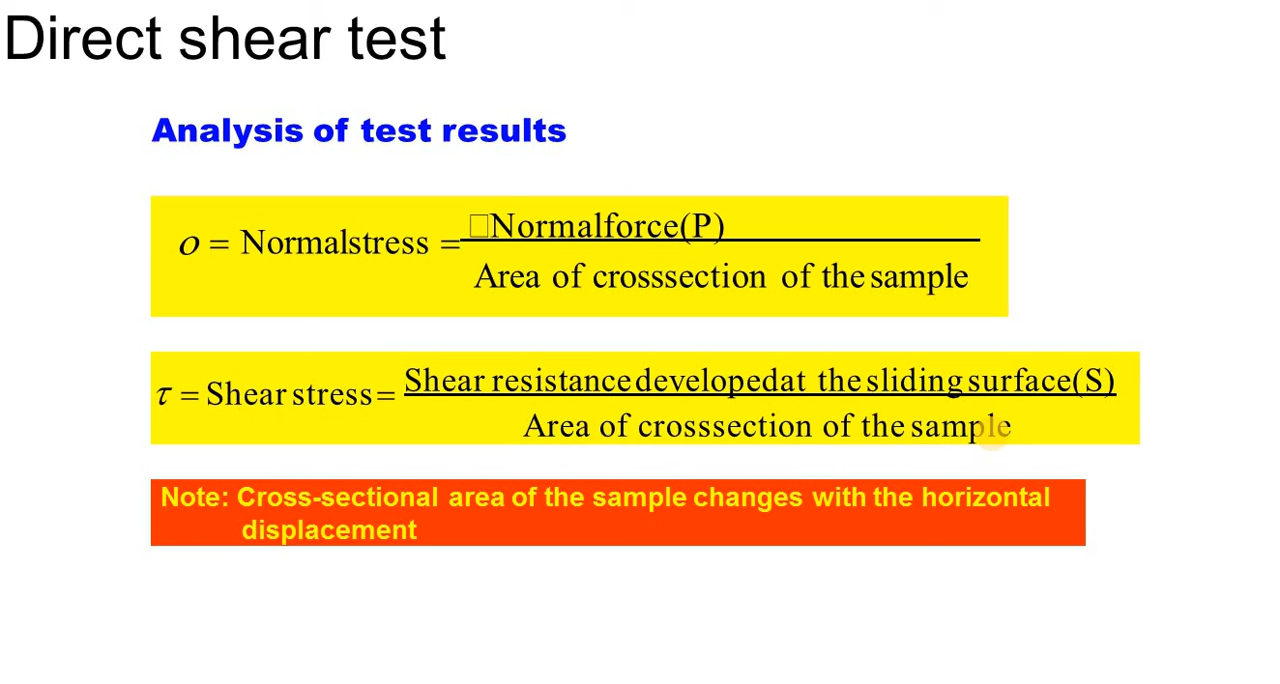 Direct shear test
Analysis of test results
σ = Normalstress = □Normalforce(P)
Area of crosssection of the sample
τ = Shear stress = Shear resistance developedat the sliding surface(S)
Area of crosssection of the sample
Note: Cross-sectional area of the sample changes with the horizontal
displacement